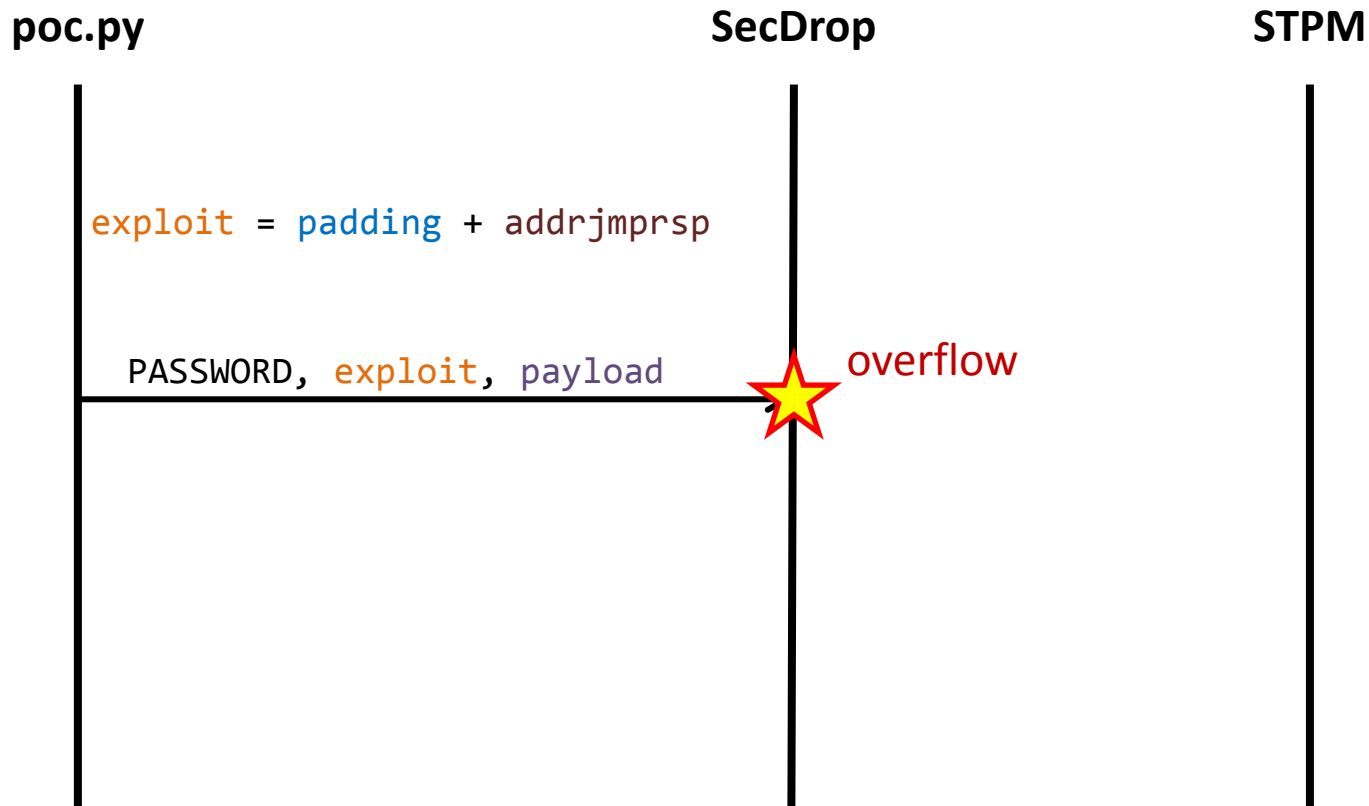 poc.py SecDrop STPM
exploit = padding + addrjmprsp
PASSWORD, exploit, payload
overflow